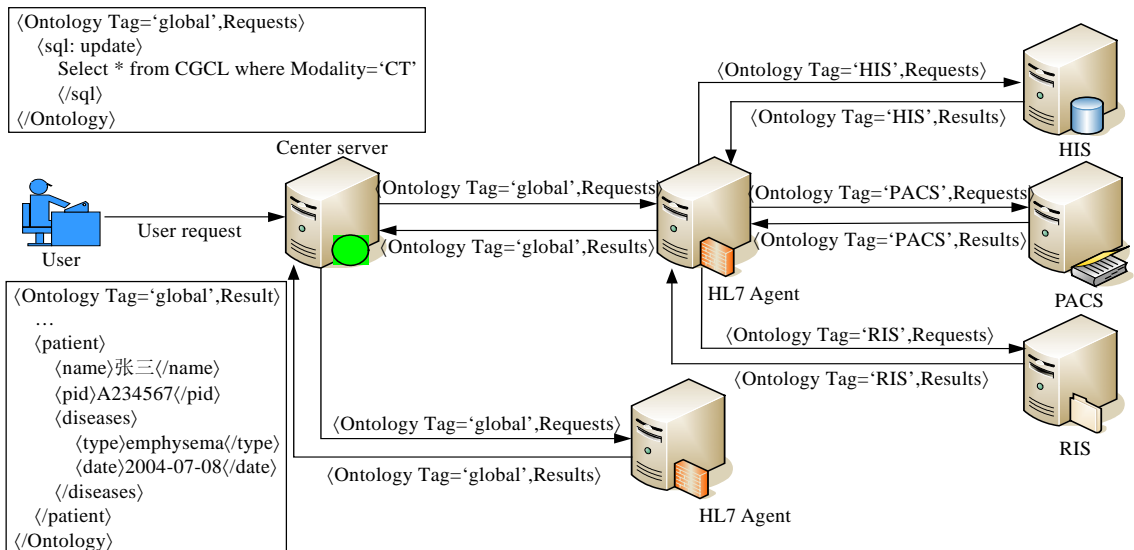 〈Ontology Tag=‘global’,Requests〉
〈sql: update〉
Select * from CGCL where Modality=‘CT’
〈/sql〉
〈/Ontology〉
Center server
User request
User
〈Ontology Tag=‘global’,Requests〉
〈Ontology Tag=‘global’,Results〉
〈Ontology Tag=‘HIS’,Requests〉
〈Ontology Tag=‘HIS’,Results〉
HIS
〈Ontology Tag=‘PACS’,Requests〉
〈Ontology Tag=‘PACS’,Results〉
PACS
HL7 Agent
〈Ontology Tag=‘RIS’,Requests〉
〈Ontology Tag=‘RIS’,Results〉
RIS
〈Ontology Tag=‘global’,Result〉
…
〈patient〉
〈name〉张三〈/name〉
〈pid〉A234567〈/pid〉
〈diseases〉
〈type〉emphysema〈/type〉
〈date〉2004-07-08〈/date〉
〈/diseases〉
〈/patient〉
〈/Ontology〉
〈Ontology Tag=‘global’,Requests〉
〈Ontology Tag=‘global’,Results〉
HL7 Agent